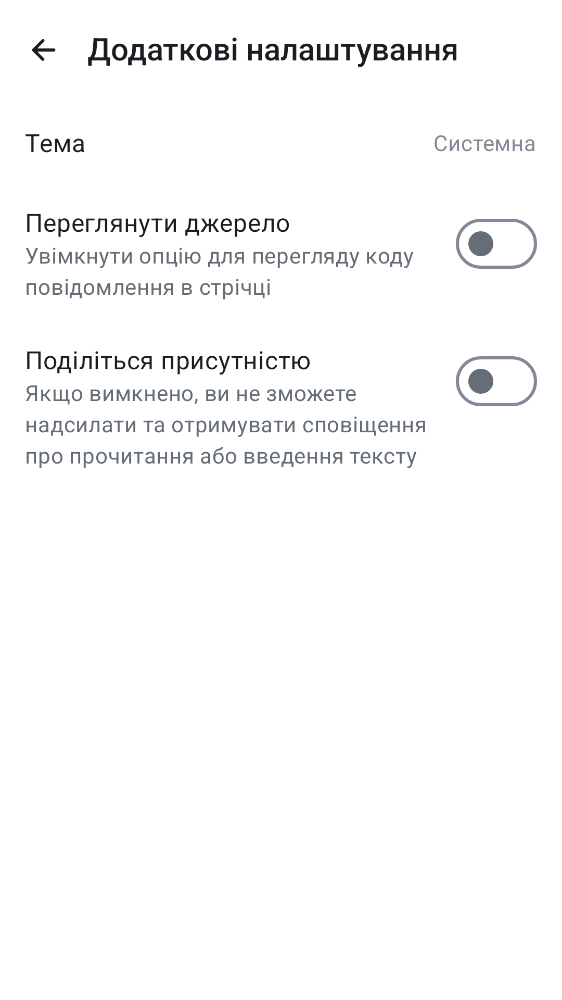 Додаткові налаштування
Тема
Системна
Переглянути джерело
Увімкнути опцію для перегляду коду
повідомлення в стрічці
Поділіться присутністю
Якщо вимкнено, ви не зможете
надсилати та отримувати сповіщення
про прочитання або введення тексту